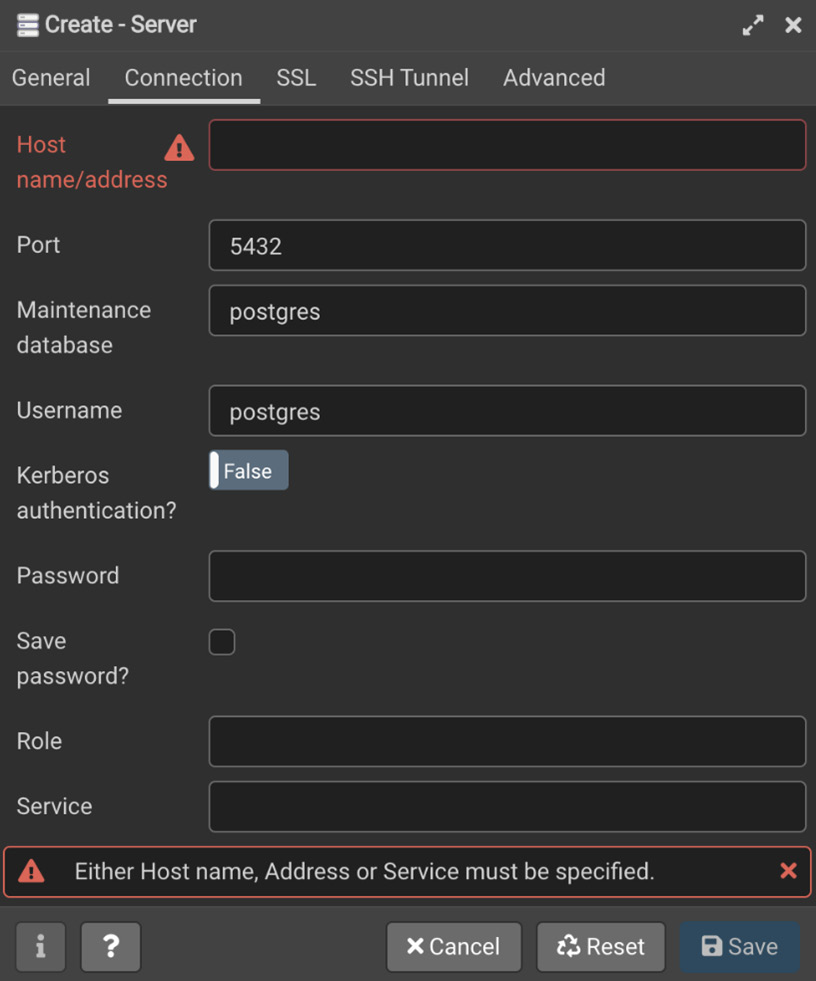 Create - Server
General Connection SSL SSH Tunnel Advanced
Host
name/address
Port 5432
Maintenance postgres
database
Username postgres
Kerberos False
authentication?
Password
Save
password?
Role
Service
Either Host name, Address or Service must be specified.
i ? Cancel Reset Save